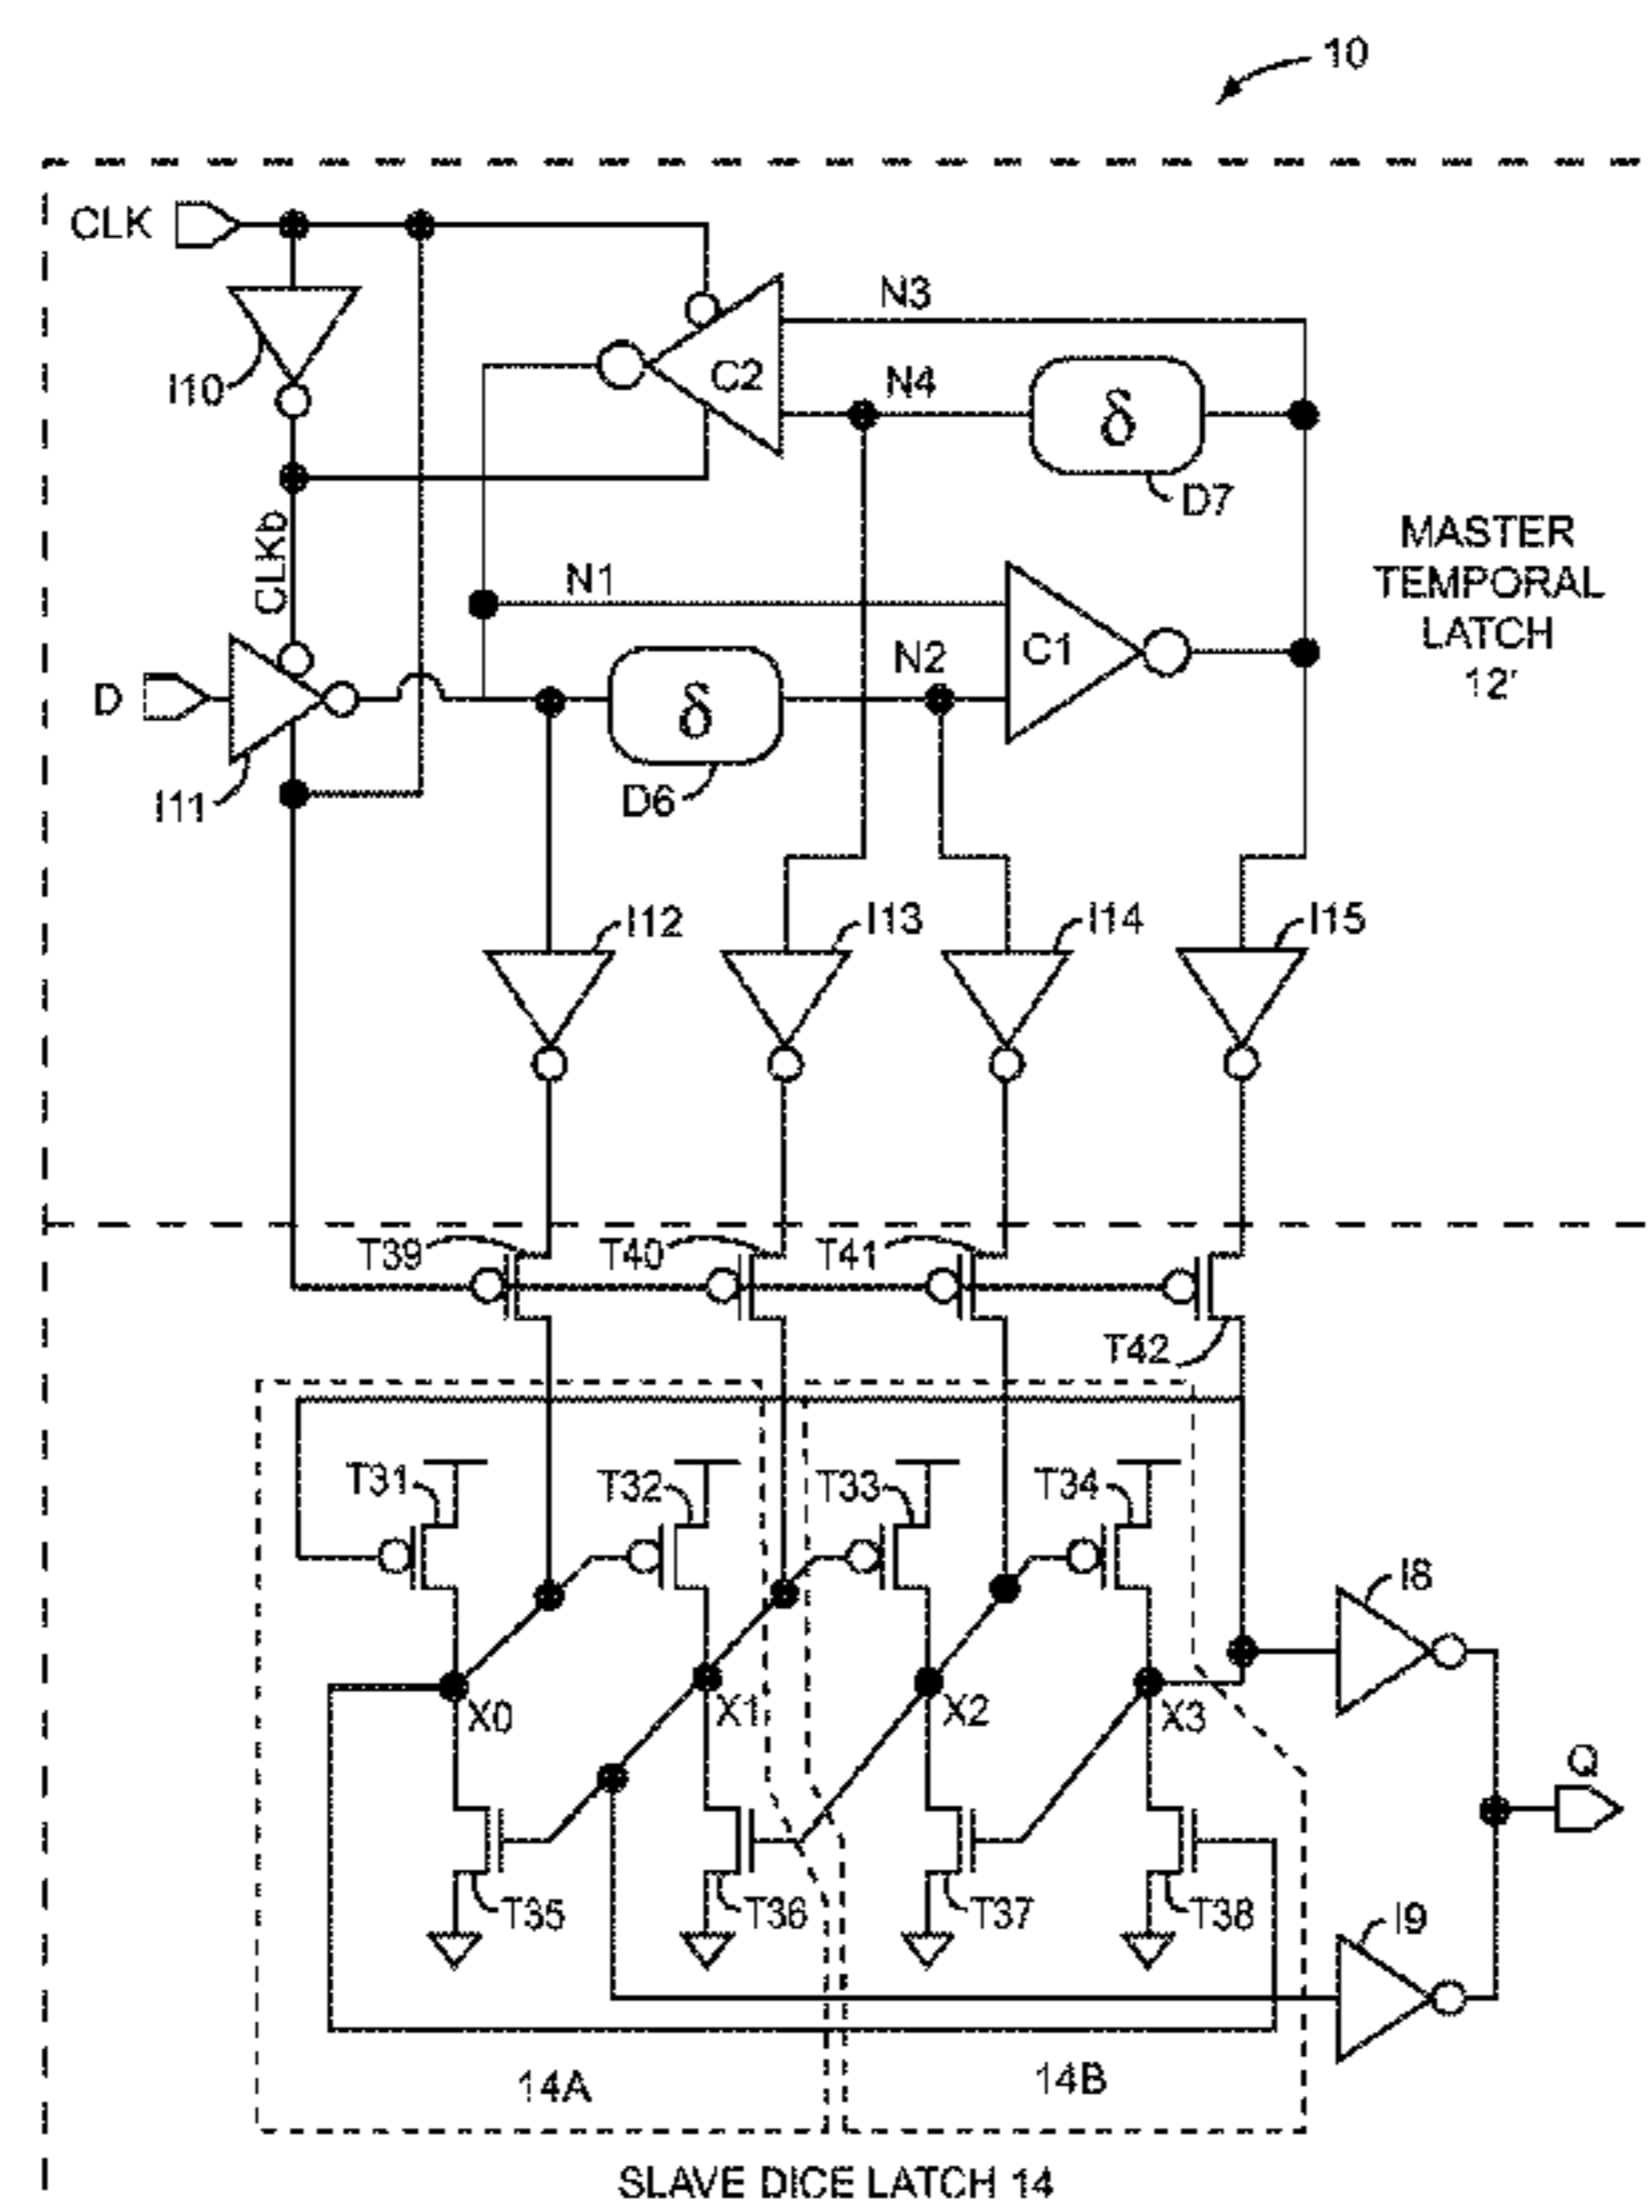 10
CLK
N3
C2
N4
δ
I10
D7
CLKb
N1
MASTER
TEMPORAL
LATCH
12'
C1
N2
D
δ
I11
D6
I12
I13
I14
I15
T39
T40
T41
T42
T31
T32
T33
T34
I8
X0
X1
X2
X3
Q
T35
T36
T37
T38
I9
14A
14B
SLAVE DICE LATCH 14